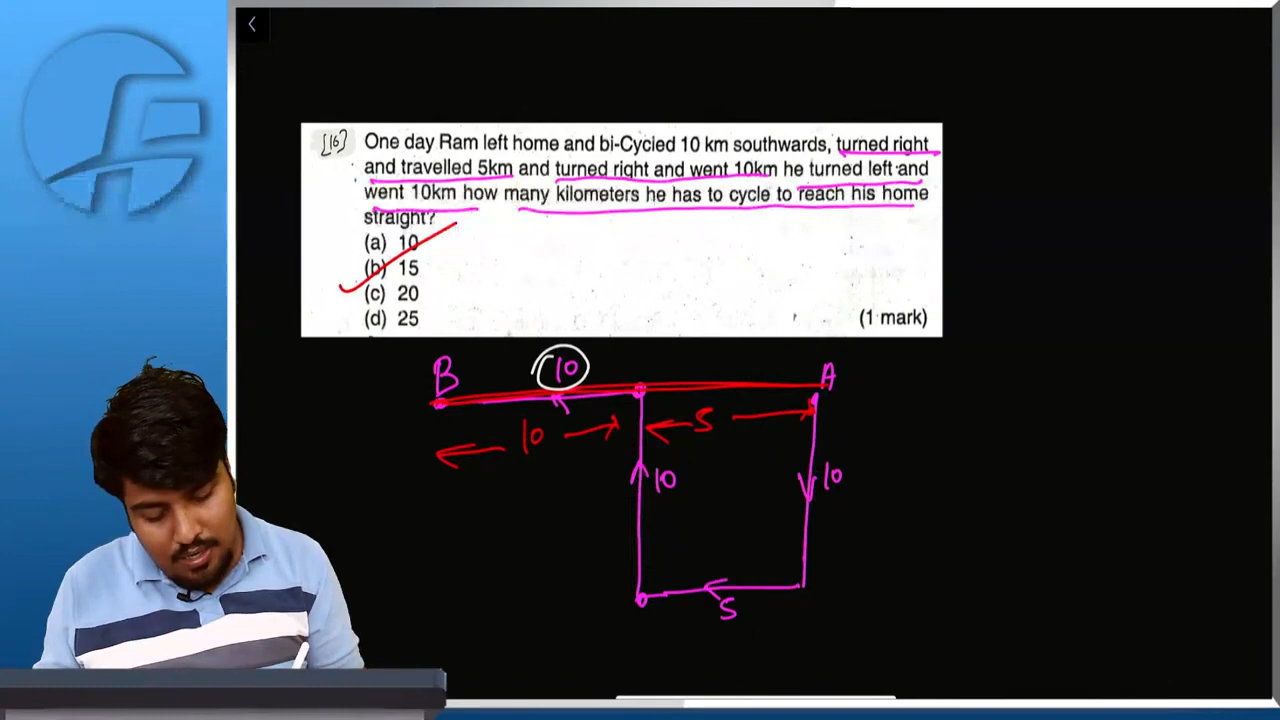 [16] One day Ram left home and bi-Cycled 10 km southwards, turned right
and travelled 5km and turned right and went 10km he turned left and
went 10km how many kilometers he has to cycle to reach his home
straight?
(a) 10
(b) 15
(c) 20
(d) 25 (1 mark)
B 10 A
10 5
10 10
5